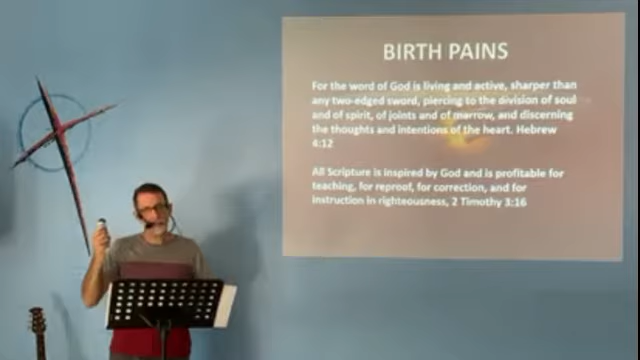 BIRTH PAINS
For the word of God is living and active, sharper than
any two-edged sword, piercing to the division of soul
and of spirit, of joints and of marrow, and discerning
the thoughts and intentions of the heart. Hebrew
4:12
All Scripture is inspired by God and is profitable for
teaching, for reproof, for correction, and for
instruction in righteousness, 2 Timothy 3:16